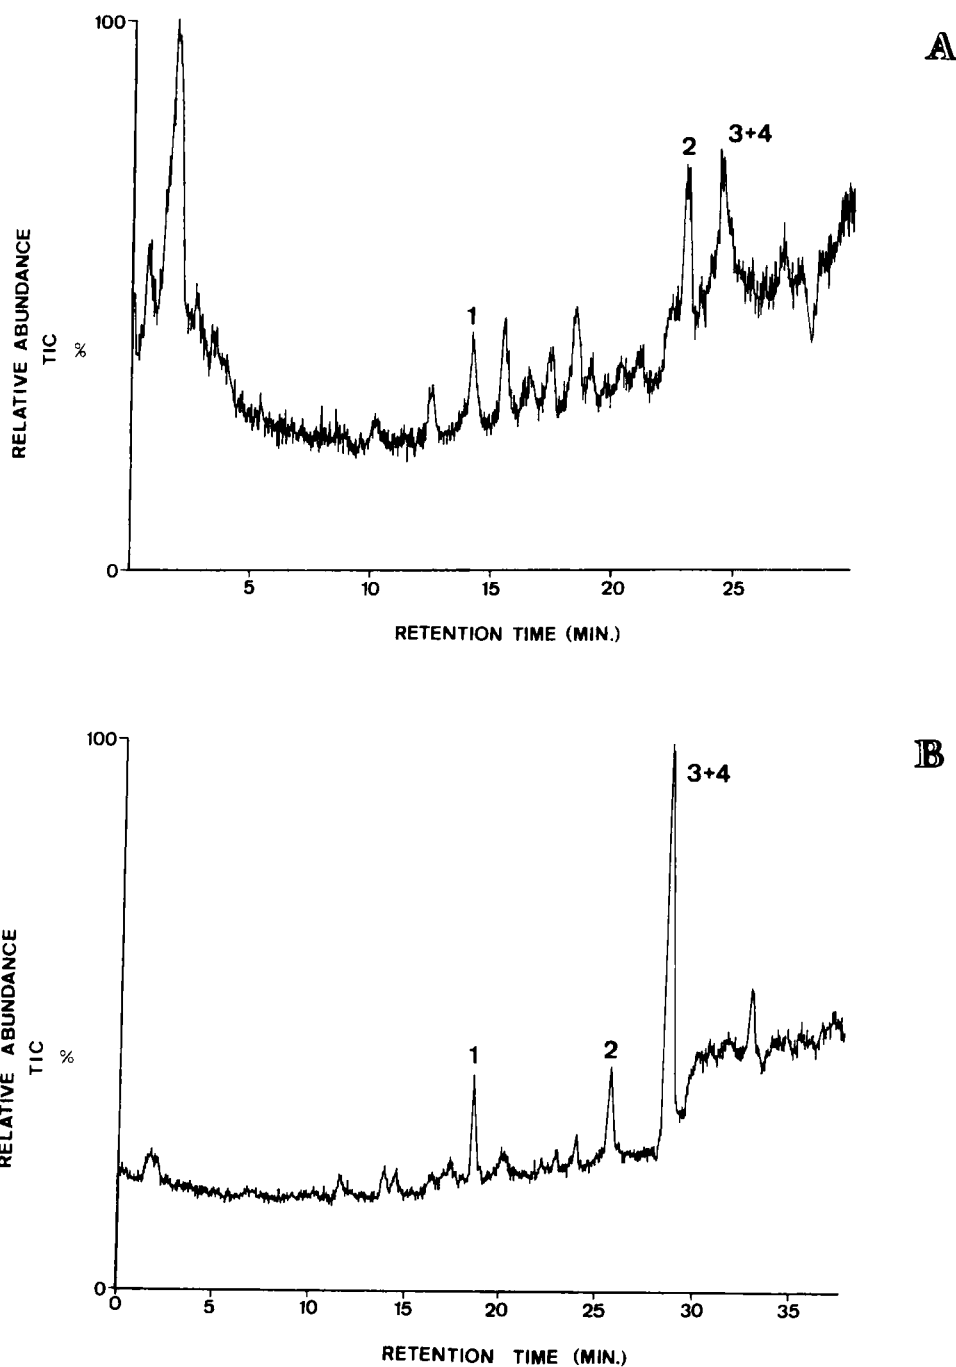 A
100
3+4
2
1
RELATIVE ABUNDANCE
TIC %
0
5 10 15 20 25
RETENTION TIME (MIN.)
B
100
3+4
1 2
RELATIVE ABUNDANCE
TIC %
0
0 5 10 15 20 25 30 35
RETENTION TIME (MIN.)